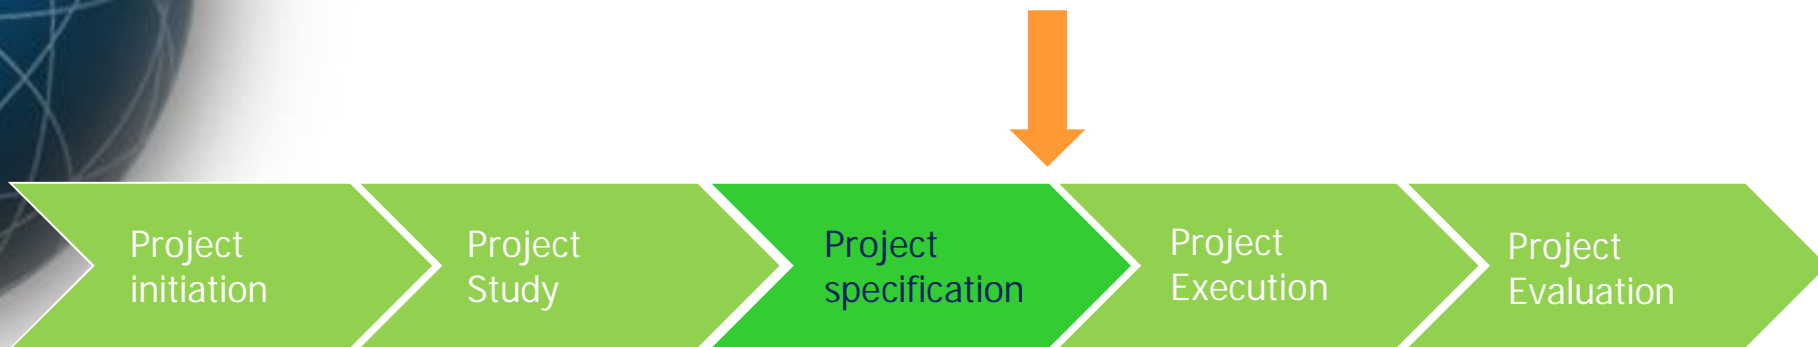 Project
initiation
Project
Study
Project
specification
Project
Execution
Project
Evaluation